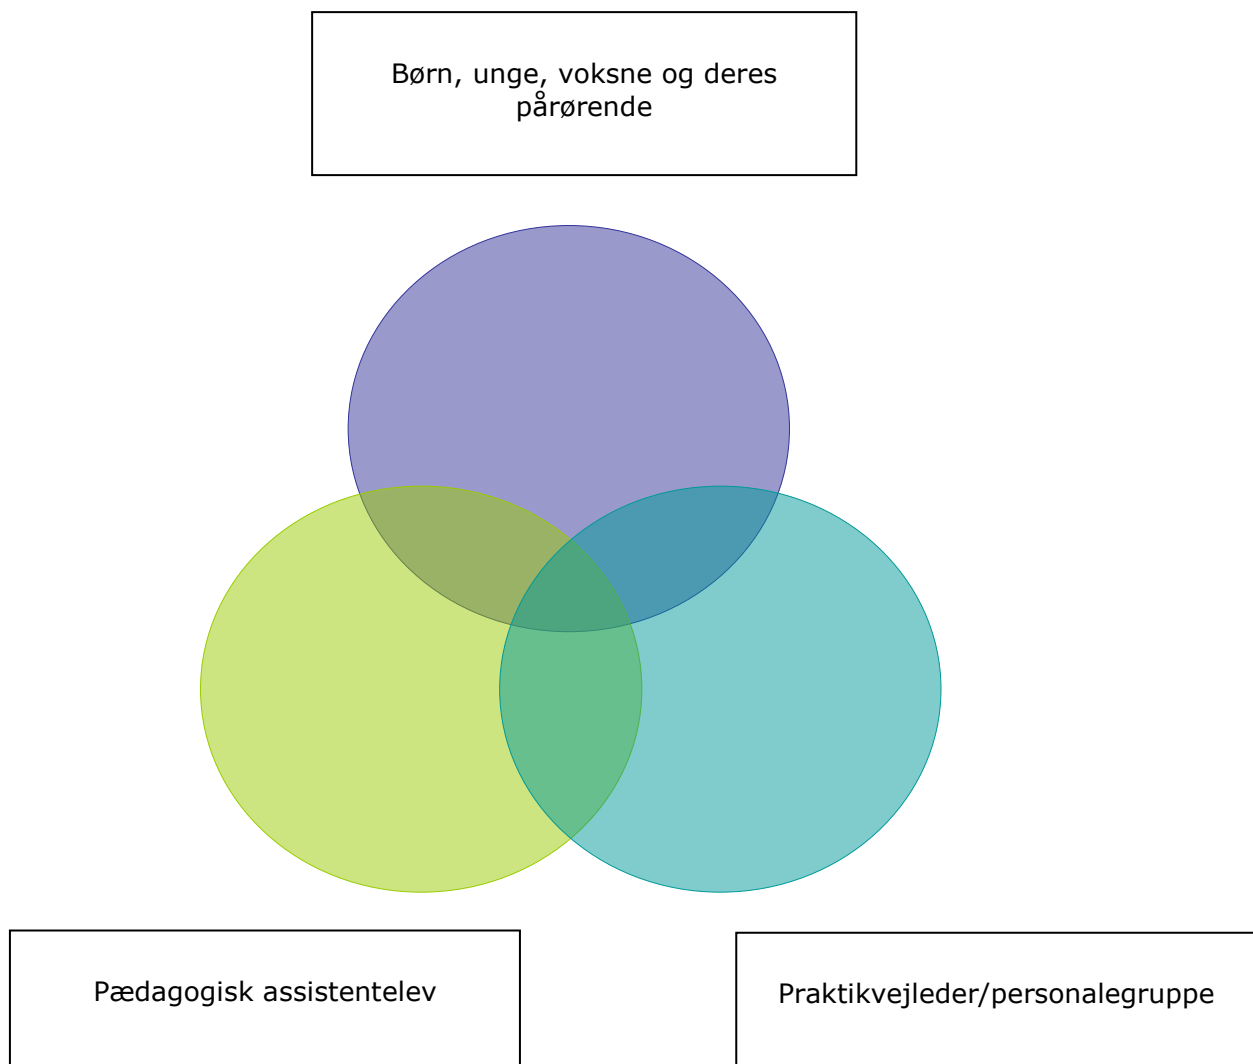 Børn, unge, voksne og deres
pårørende
Pædagogisk assistentelev
Praktikvejleder/personalegruppe